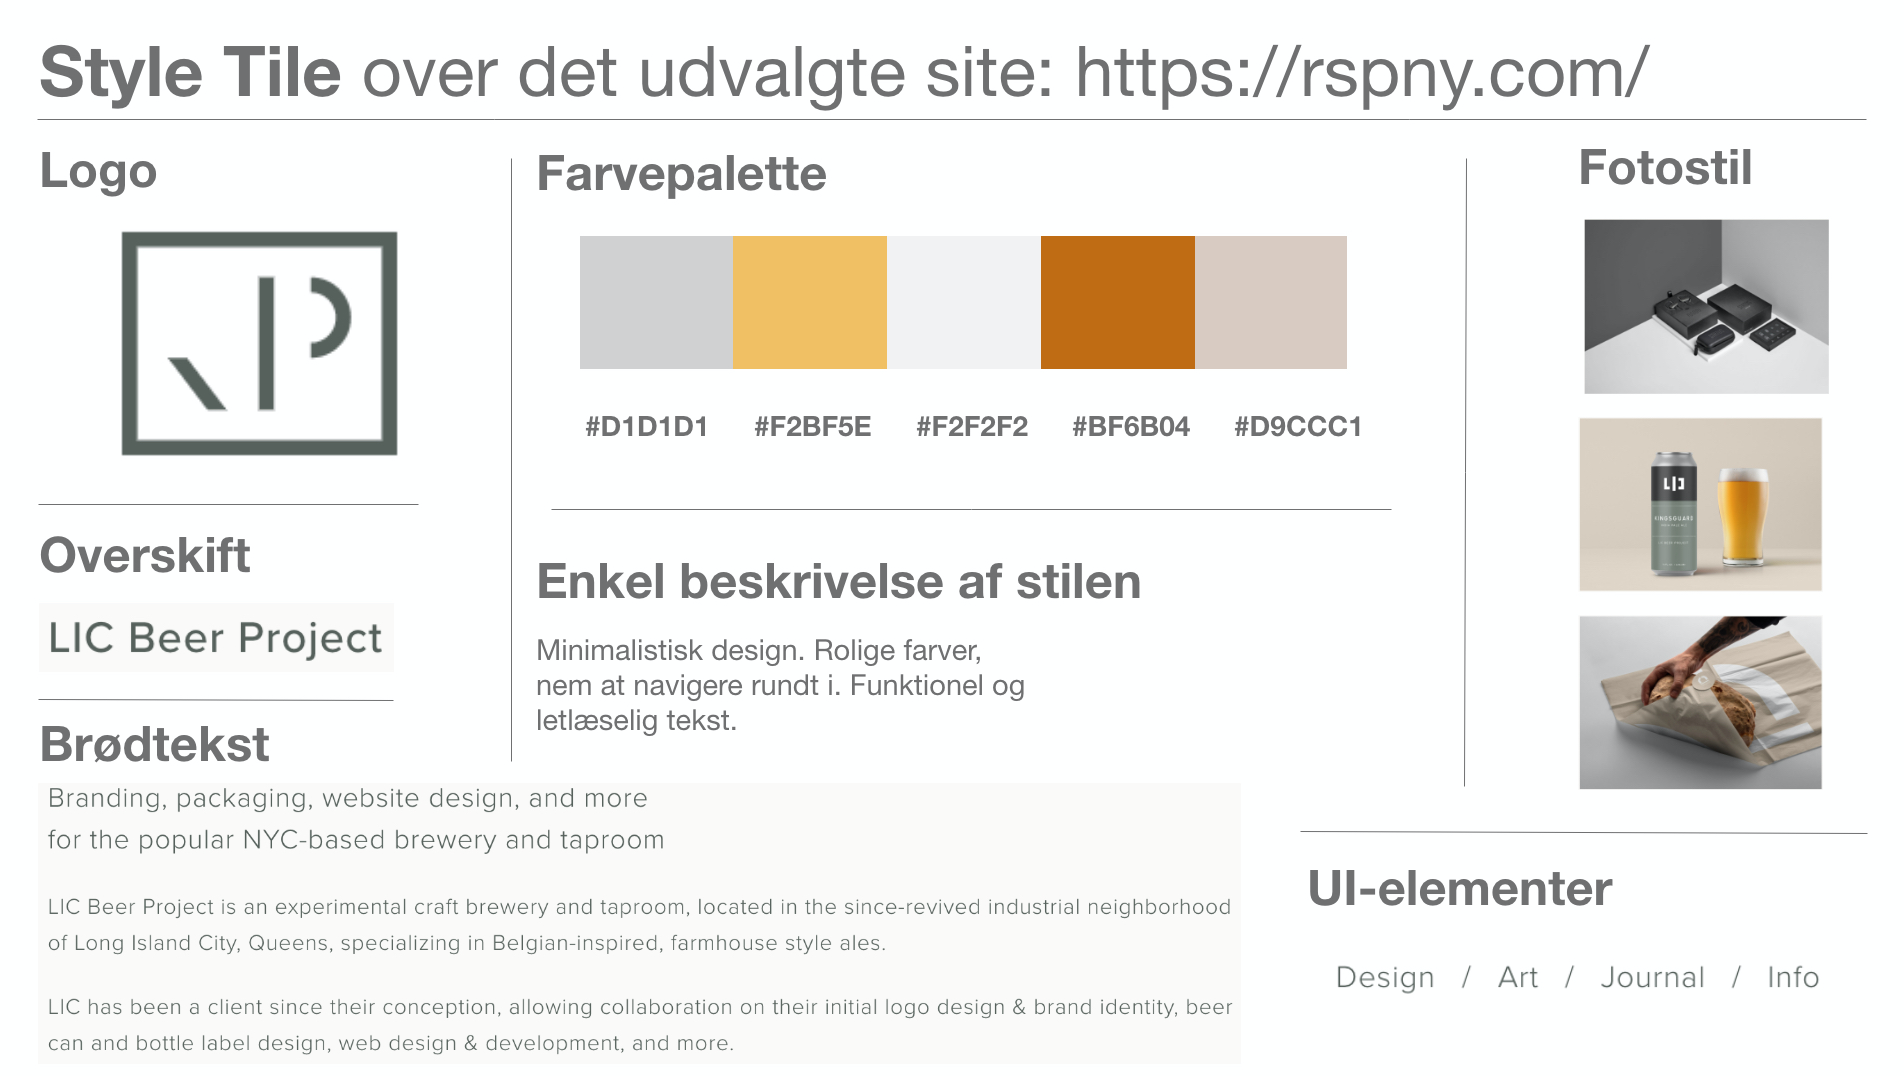 Style Tile over det udvalgte site: https://rspny.com/
Logo
Overskift
LIC Beer Project
Brødtekst
Branding, packaging, website design, and more
for the popular NYC-based brewery and taproom
LIC Beer Project is an experimental craft brewery and taproom, located in the since-revived industrial neighborhood
of Long Island City, Queens, specializing in Belgian-inspired, farmhouse style ales.
LIC has been a client since their conception, allowing collaboration on their initial logo design & brand identity, beer
can and bottle label design, web design & development, and more.
Farvepalette
#D1D1D1 #F2BF5E #F2F2F2 #BF6B04 #D9CCC1
Enkel beskrivelse af stilen
Minimalistisk design. Rolige farver,
nem at navigere rundt i. Funktionel og
letlæselig tekst.
Fotostil
KINGSQUARE
UI-elementer
Design / Art / Journal / Info